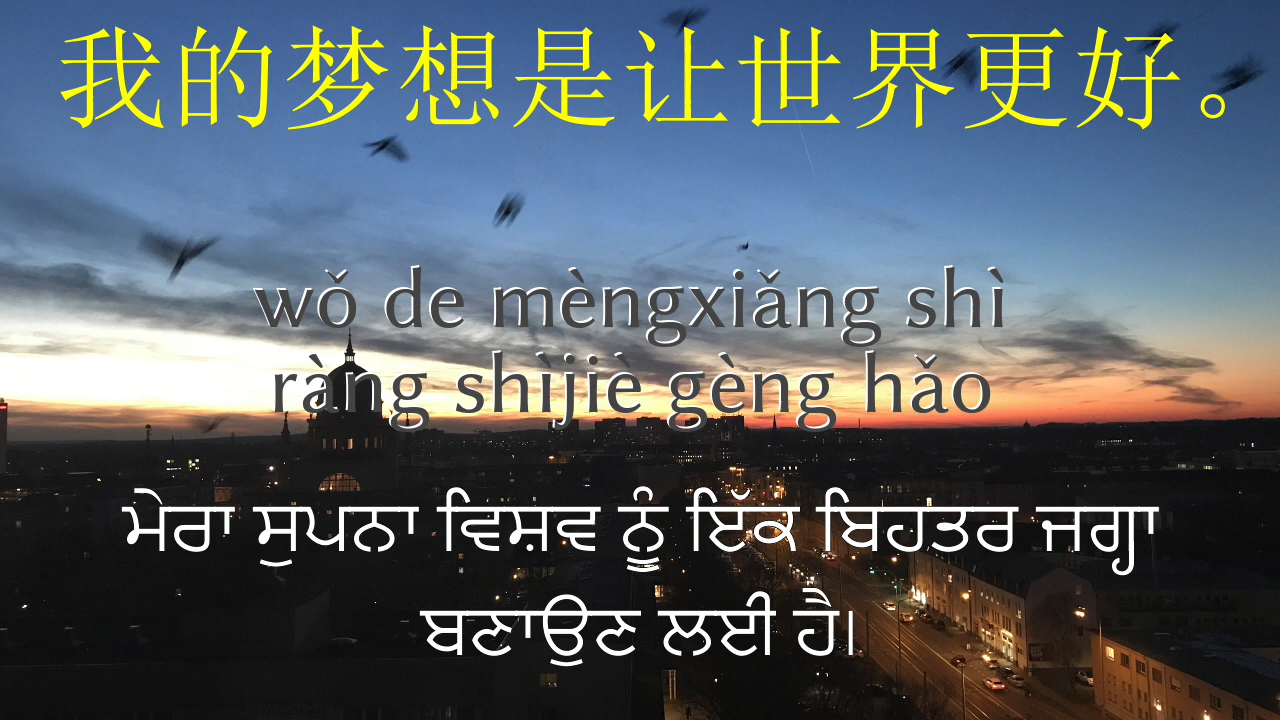 我的梦想是让世界更好。
wǒ de mèngxiǎng shì
ràng shìjiè gèng hǎo
ਮੇਰਾ ਸੁਪਨਾ ਵਿਸ਼ਵ ਨੂੰ ਇੱਕ ਬਿਹਤਰ ਜਗ੍ਹਾ
ਬਣਾਉਣ ਲਈ ਹੈ।